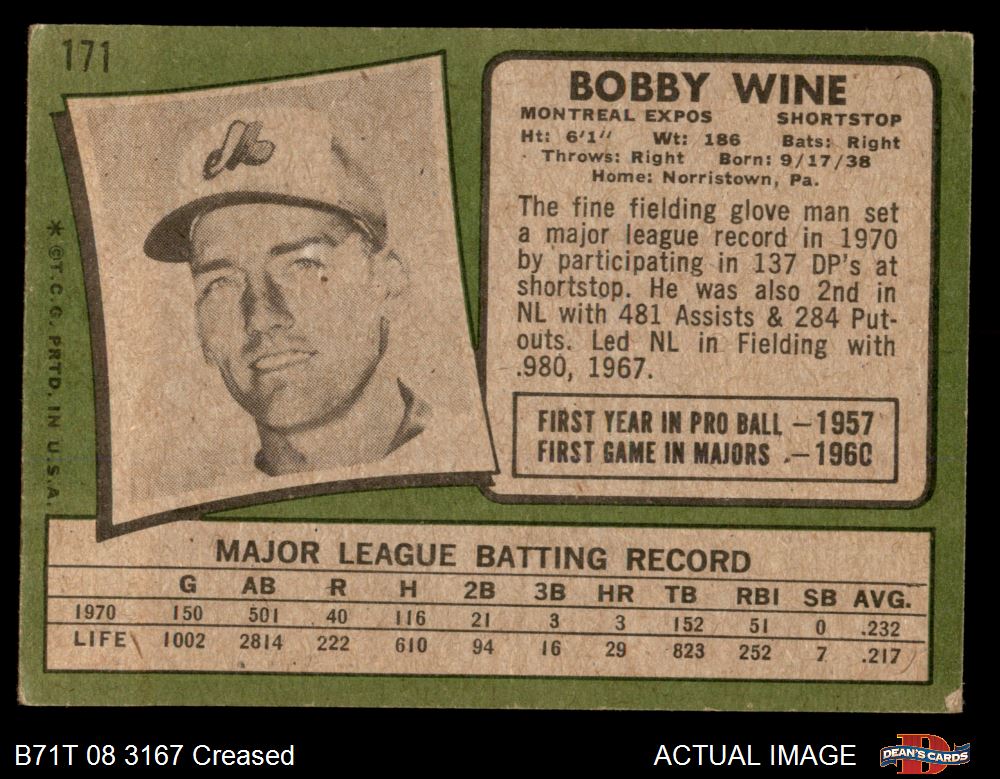 171
BOBBY WINE
MONTREAL EXPOS SHORTSTOP
Ht: 6'1" Wt: 186 Bats: Right
Throws: Right Born: 9/17/38
Home: Norristown, Pa.
The fine fielding glove man set
a major league record in 1970
by participating in 137 DP's at
shortstop. He was also 2nd in
NL with 481 Assists & 284 Put-
outs. Led NL in Fielding with
.980, 1967.
FIRST YEAR IN PRO BALL — 1957
FIRST GAME IN MAJORS — 1960
* ©T.C.G. PRTD. IN U.S.A.
MAJOR LEAGUE BATTING RECORD
G AB R H 2B 3B HR TB RBI SB AVG.
1970 150 501 40 116 21 3 3 152 51 0 .232
LIFE 1002 2814 222 610 94 16 29 823 252 7 .217
B71T 08 3167 Creased
ACTUAL IMAGE
DEAN'S CARDS